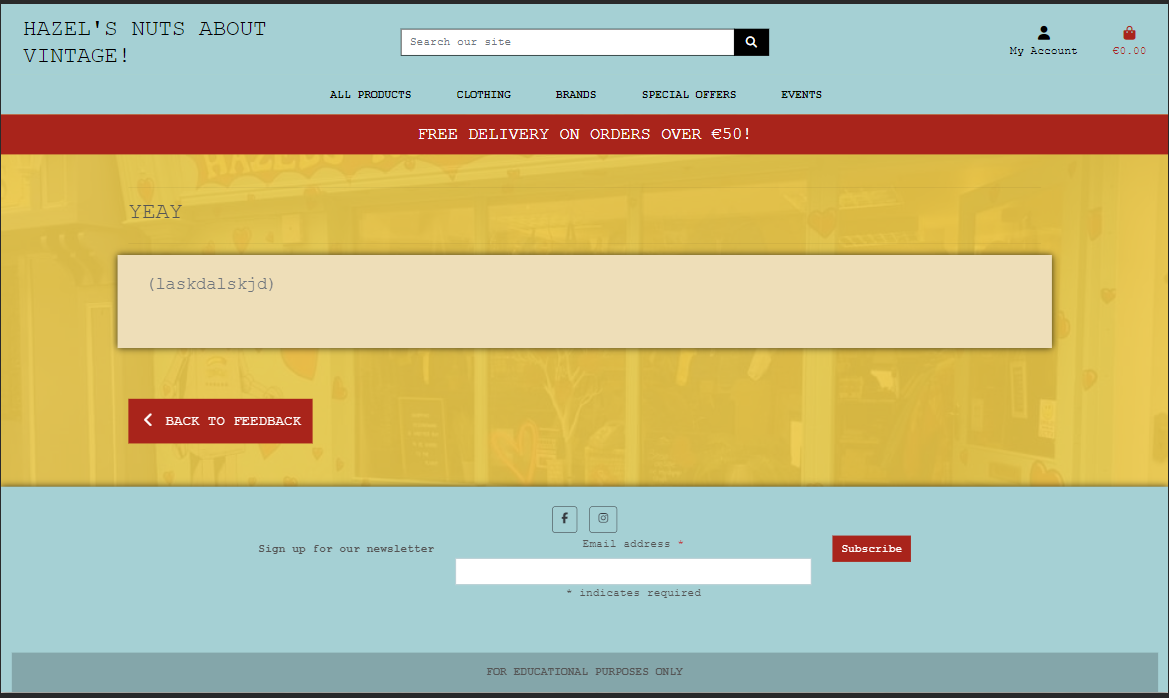 HAZEL'S NUTS ABOUT
VINTAGE!
Search our site
My Account
€0.00
ALL PRODUCTS CLOTHING BRANDS SPECIAL OFFERS EVENTS
FREE DELIVERY ON ORDERS OVER €50!
YEAY
(laskdalskjd)
BACK TO FEEDBACK
Email address *
Sign up for our newsletter
Subscribe
* indicates required
FOR EDUCATIONAL PURPOSES ONLY